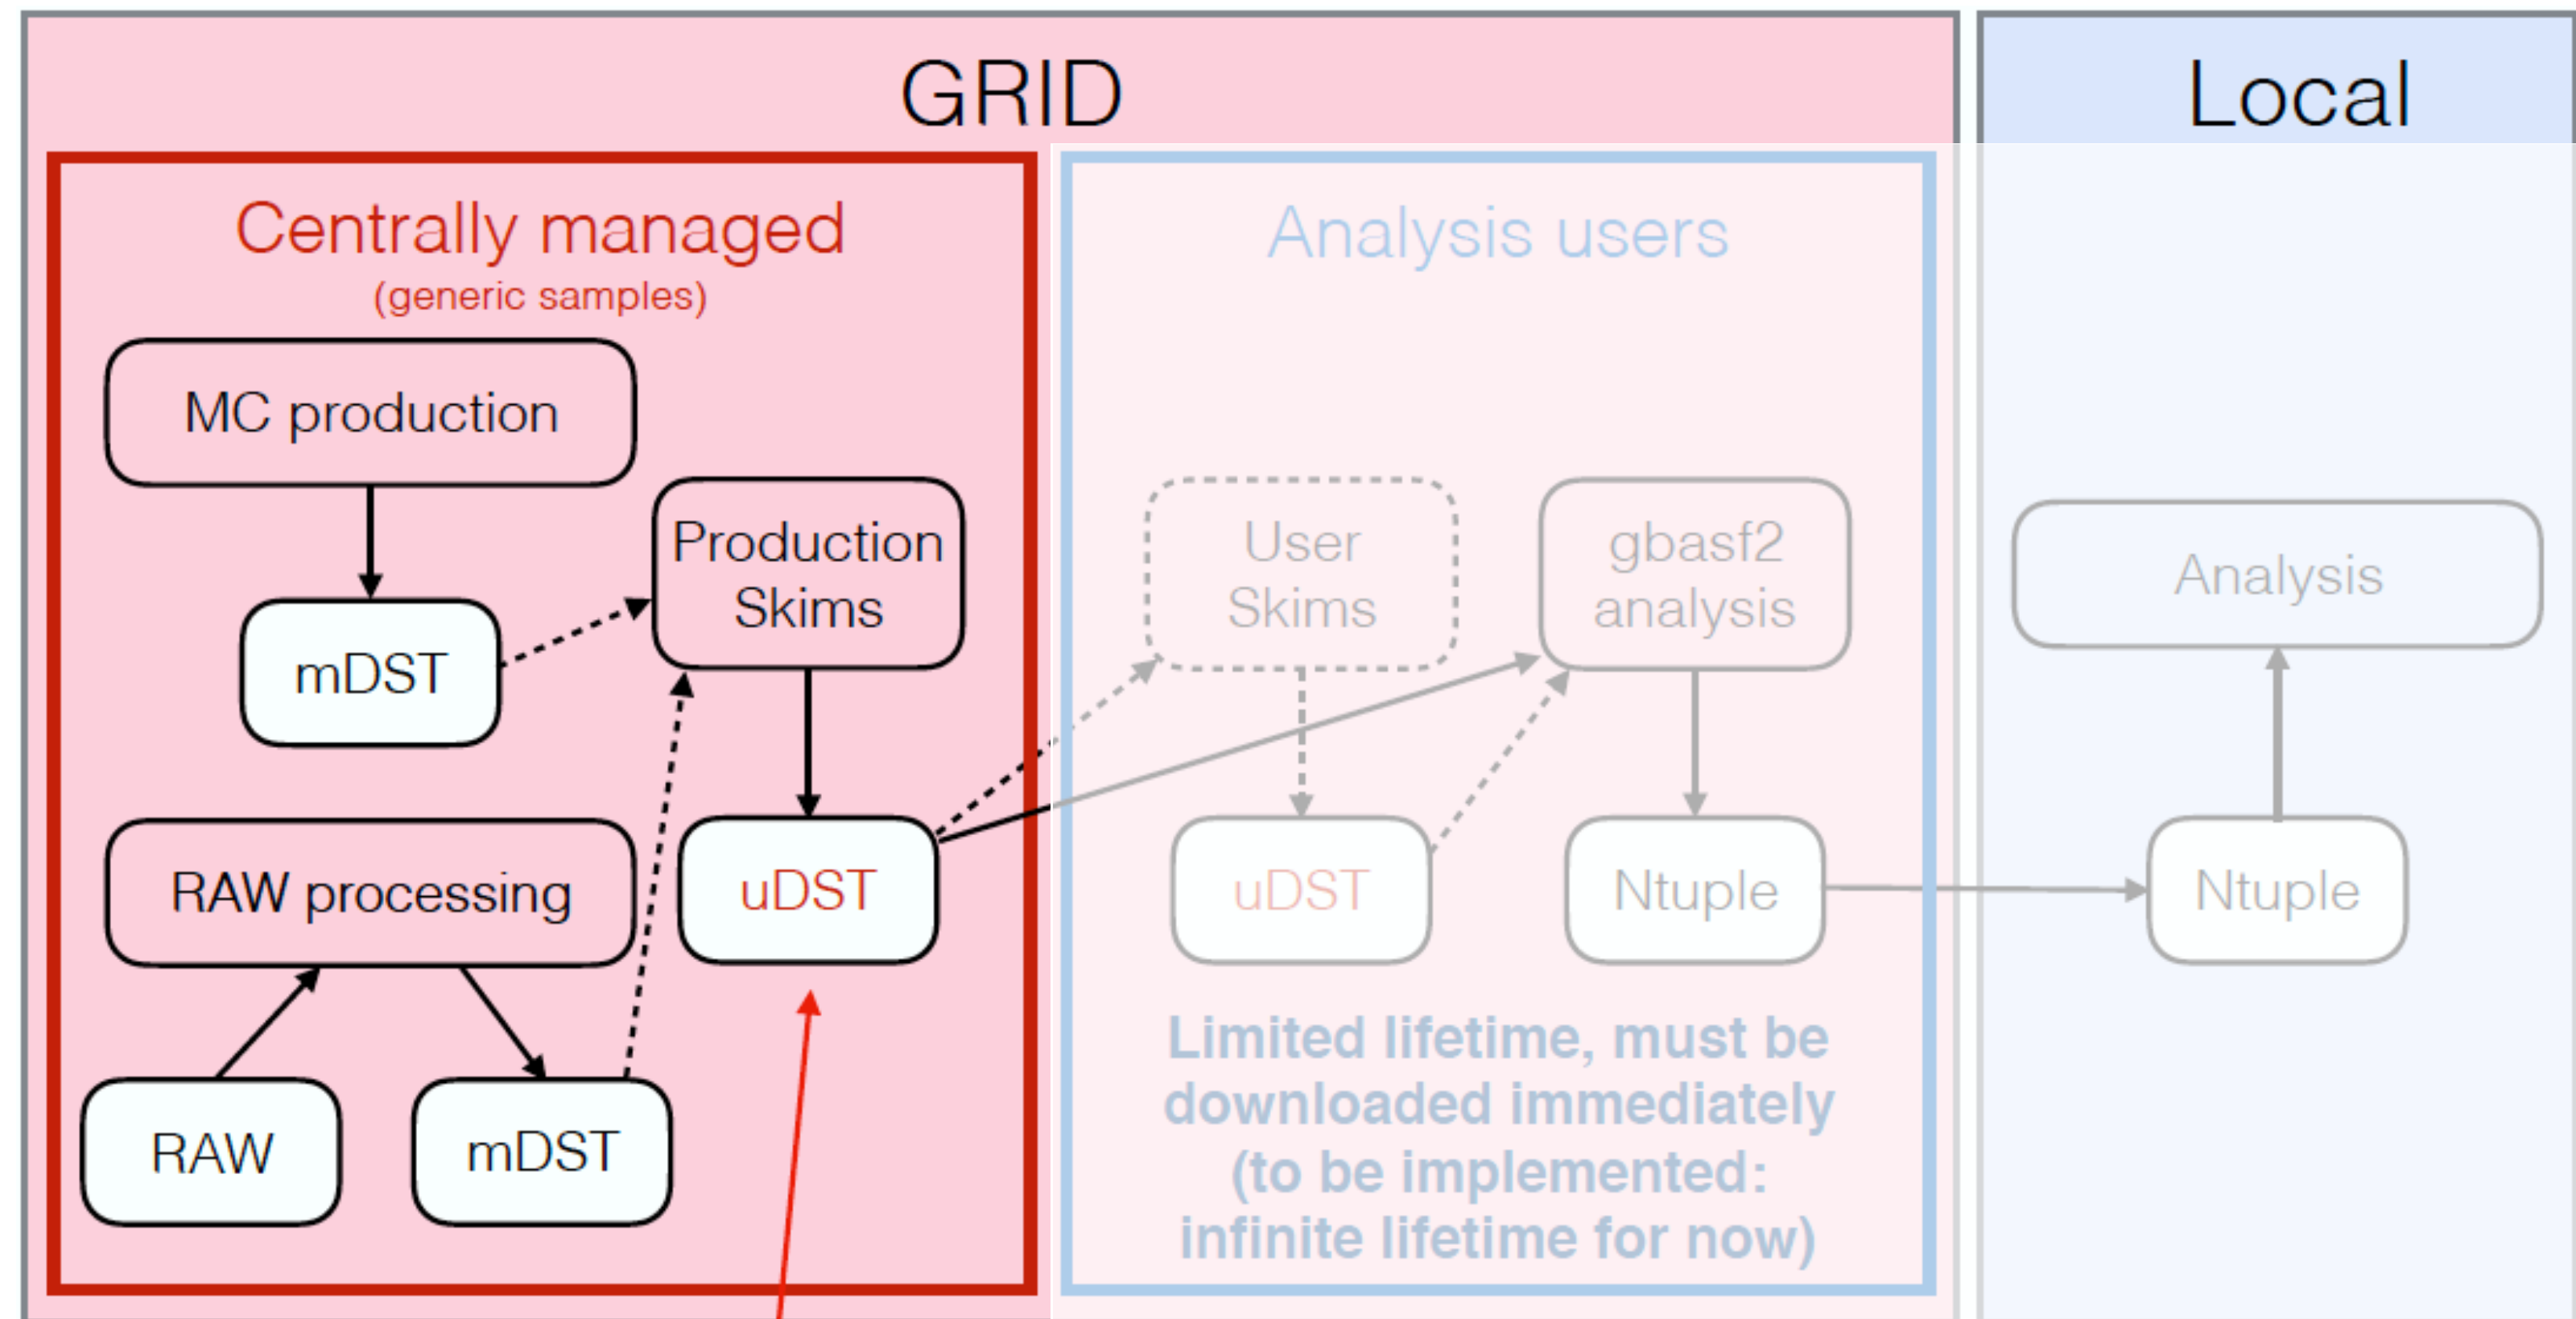 GRID
Local
Centrally managed
(generic samples)
Analysis users
MC production
Production
Skims
mDST
RAW processing
uDST
RAW
mDST
User
Skims
gbasf2
analysis
uDST
Ntuple
Limited lifetime, must be
downloaded immediately
(to be implemented:
infinite lifetime for now)
Analysis
Ntuple